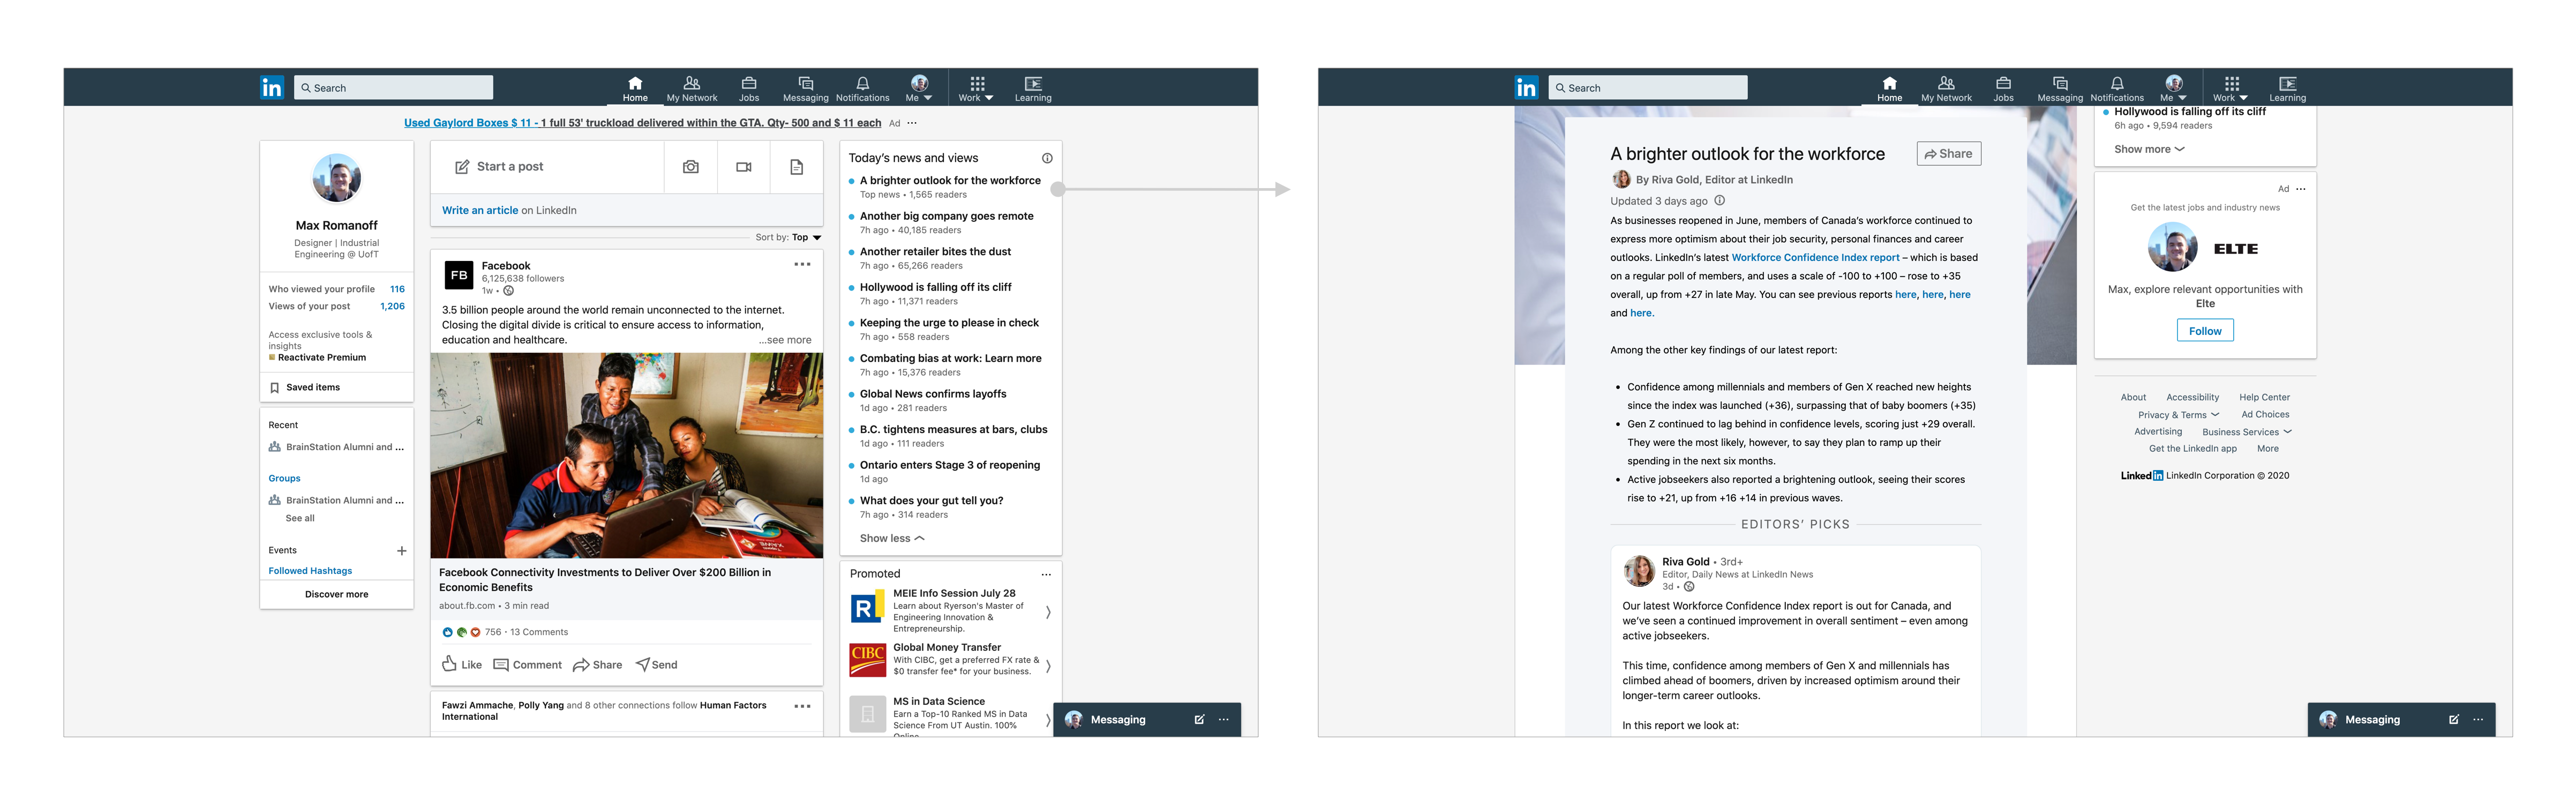 in
Search
Home
My Network
Jobs
Messaging
Notifications
Me
Work
Learning
Used Gaylord Boxes $ 11 - 1 full 53' truckload delivered within the GTA. Qty- 500 and $ 11 each Ad ...
Max Romanoff
Designer | Industrial
Engineering @ UofT
Who viewed your profile 116
Views of your post 1,206
Access exclusive tools &
insights
Reactivate Premium
Saved items
Recent
BrainStation Alumni and ...
Groups
BrainStation Alumni and ...
See all
Events +
Followed Hashtags
Discover more
Start a post
Write an article on LinkedIn
Sort by: Top
FB
Facebook
6,125,638 followers
1w •
3.5 billion people around the world remain unconnected to the internet.
Closing the digital divide is critical to ensure access to information,
education and healthcare. ...see more
Facebook Connectivity Investments to Deliver Over $200 Billion in
Economic Benefits
about.fb.com • 3 min read
756 · 13 Comments
Like Comment Share Send
Fawzi Ammache, Polly Yang and 8 other connections follow Human Factors
International
Today's news and views
A brighter outlook for the workforce
Top news • 1,565 readers
Another big company goes remote
7h ago • 40,185 readers
Another retailer bites the dust
7h ago • 65,266 readers
Hollywood is falling off its cliff
7h ago • 11,371 readers
Keeping the urge to please in check
7h ago • 558 readers
Combating bias at work: Learn more
7h ago • 15,376 readers
Global News confirms layoffs
1d ago • 281 readers
B.C. tightens measures at bars, clubs
1d ago • 111 readers
Ontario enters Stage 3 of reopening
1d ago
What does your gut tell you?
7h ago • 314 readers
Show less
Promoted ...
R
MEIE Info Session July 28
Learn about Ryerson's Master of
Engineering Innovation &
Entrepreneurship.
CIBC
Global Money Transfer
With CIBC, get a preferred FX rate &
$0 transfer fee* for your business.
MS in Data Science
Earn a Top-10 Ranked MS in Data
Science From UT Austin. 100%
Online
Messaging ...
in
Search
Home
My Network
Jobs
Messaging
Notifications
Me
Work
Learning
A brighter outlook for the workforce
Share
By Riva Gold, Editor at LinkedIn
Updated 3 days ago
As businesses reopened in June, members of Canada's workforce continued to
express more optimism about their job security, personal finances and career
outlooks. LinkedIn's latest Workforce Confidence Index report – which is based
on a regular poll of members, and uses a scale of -100 to +100 – rose to +35
overall, up from +27 in late May. You can see previous reports here, here, here
and here.
Among the other key findings of our latest report:
• Confidence among millennials and members of Gen X reached new heights
since the index was launched (+36), surpassing that of baby boomers (+35)
• Gen Z continued to lag behind in confidence levels, scoring just +29 overall.
They were the most likely, however, to say they plan to ramp up their
spending in the next six months.
• Active jobseekers also reported a brightening outlook, seeing their scores
rise to +21, up from +16 +14 in previous waves.
EDITORS' PICKS
Riva Gold • 3rd+
Editor, Daily News at LinkedIn News
3d •
Our latest Workforce Confidence Index report is out for Canada, and
we've seen a continued improvement in overall sentiment – even among
active jobseekers.
This time, confidence among members of Gen X and millennials has
climbed ahead of boomers, driven by increased optimism around their
longer-term career outlooks.
In this report we look at:
Hollywood is falling off its cliff
6h ago • 9,594 readers
Show more
Ad ...
Get the latest jobs and industry news
ELTE
Max, explore relevant opportunities with
Elte
Follow
About Accessibility Help Center
Privacy & Terms Ad Choices
Advertising Business Services
Get the LinkedIn app More
Linked in LinkedIn Corporation © 2020
Messaging ...